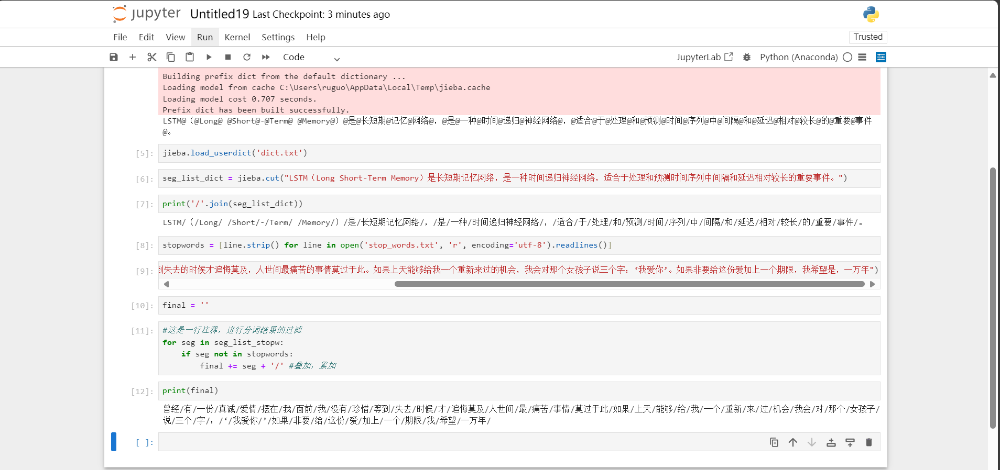 jupyter Untitled19 Last Checkpoint: 3 minutes ago
File Edit View Run Kernel Settings Help Trusted
Code JupyterLab Python (Anaconda)
Building prefix dict from the default dictionary ...
Loading model from cache C:\Users\ruguo\AppData\Local\Temp\jieba.cache
Loading model cost 0.707 seconds.
Prefix dict has been built successfully.
LSTM@（@Long@ @Short@-@Term@ @Memory@）@是@长短期@记忆@网络@，@是@一种@时间@递归@神经网络@，@适合@于@处理@和@预测@时间@序列@中@间隔@和@延迟@相对@较长@的@重要@事件
@。
[5]: jieba.load_userdict('dict.txt')
[6]: seg_list_dict = jieba.cut("LSTM（Long Short-Term Memory）是长短期记忆网络，是一种时间递归神经网络，适合于处理和预测时间序列中间隔和延迟相对较长的重要事件。")
[7]: print('/'.join(seg_list_dict))
LSTM/（/Long/ /Short/-/Term/ /Memory/）/是/长短期记忆网络/，/是/一种/时间递归神经网络/，/适合/于/处理/和/预测/时间/序列/中/间隔/和/延迟/相对/较长/的/重要/事件/。
[8]: stopwords = [line.strip() for line in open('stop_words.txt', 'r', encoding='utf-8').readlines()]
[9]: 到失去的时候才追悔莫及，人世间最痛苦的事情莫过于此。如果上天能够给我一个重新来过的机会，我会对那个女孩子说三个字：‘我爱你’。如果非要给这份爱加上一个期限，我希望是，一万年")
[10]: final = ''
[11]: #这是一行注释，进行分词结果的过滤
for seg in seg_list_stopw:
    if seg not in stopwords:
        final += seg + '/' #叠加，累加
[12]: print(final)
曾经/有/一份/真诚/爱情/摆在/我/面前/我/没有/珍惜/等到/失去/时候/才/追悔莫及/人世间/最/痛苦/事情/莫过于此/如果/上天/能够/给/我/一个/重新/来/过/机会/我会/对/那个/女孩子/
说/三个/字/：/‘/我爱你/’/如果/非要/给/这份/爱/加上/一个/期限/我/希望/一万年/
[ ]: